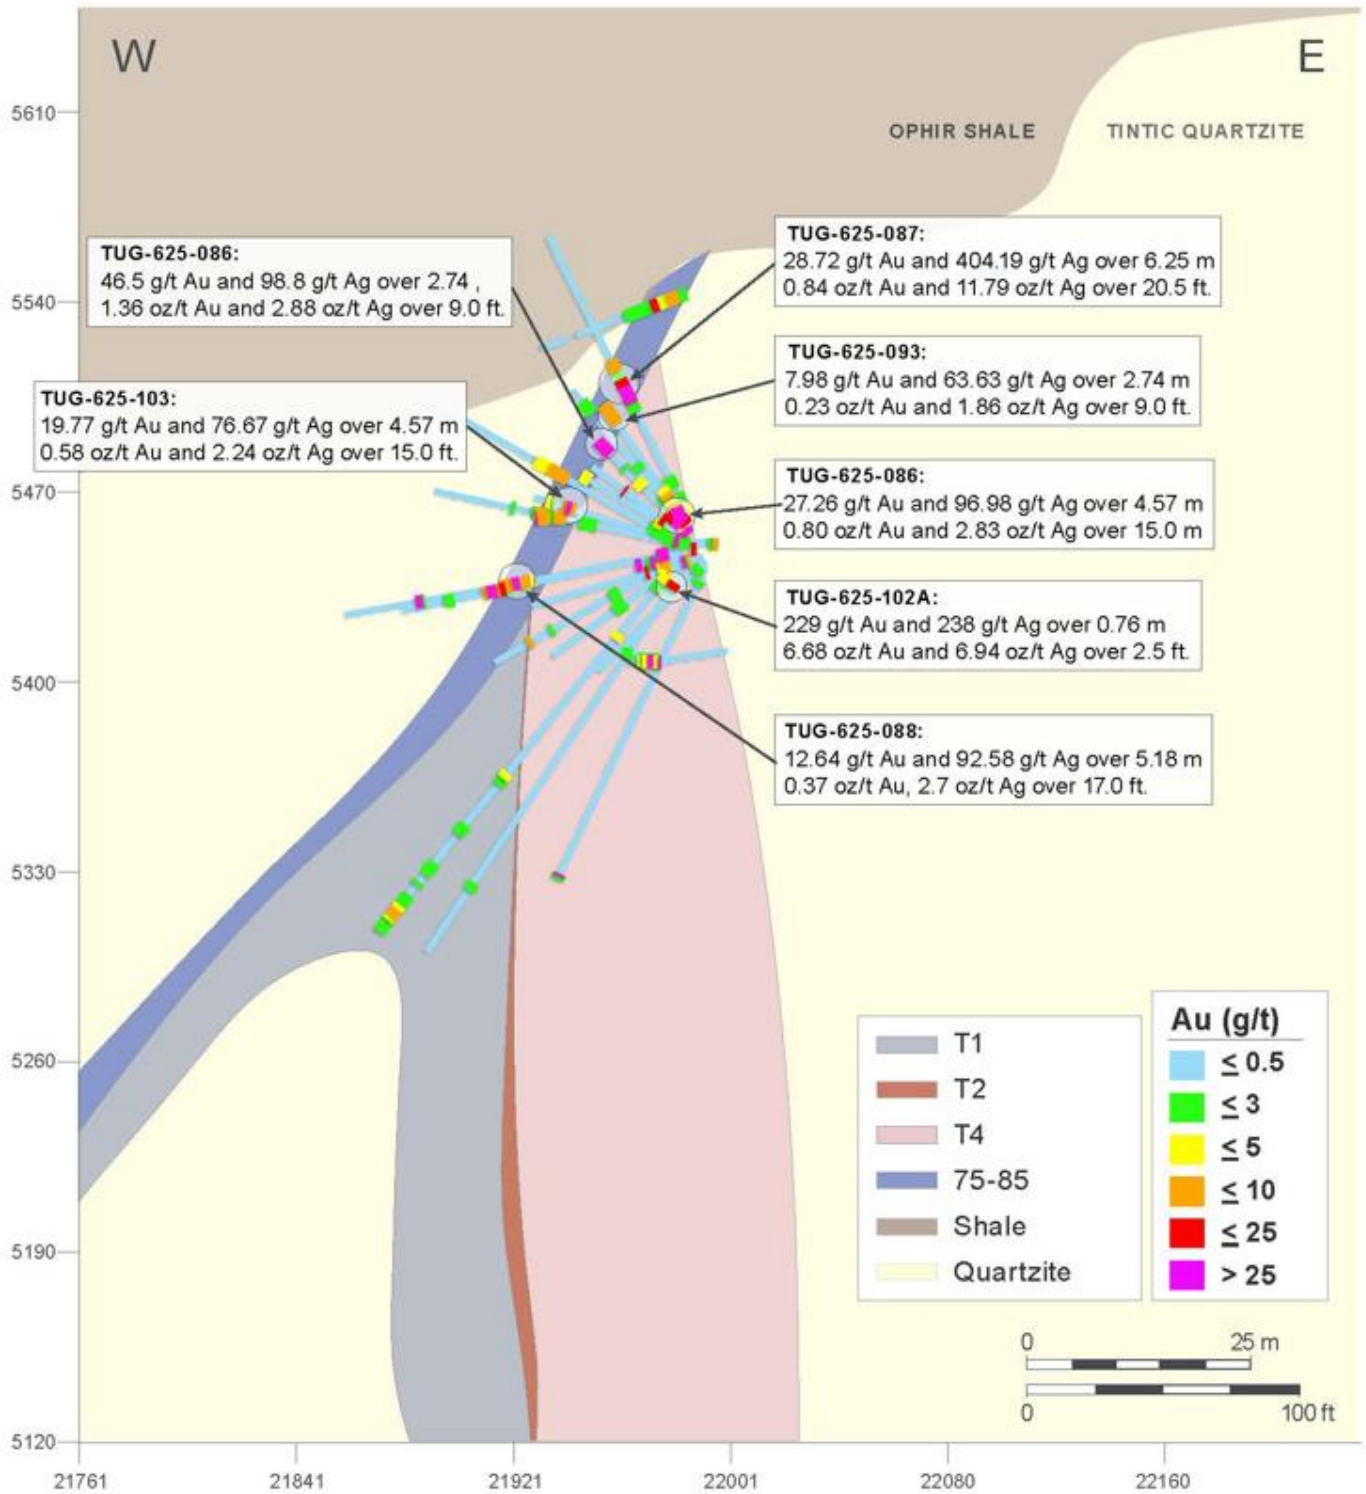 W
E
5610
OPHIR SHALE
TINTIC QUARTZITE
TUG-625-086:
46.5 g/t Au and 98.8 g/t Ag over 2.74 ,
1.36 oz/t Au and 2.88 oz/t Ag over 9.0 ft.
TUG-625-087:
28.72 g/t Au and 404.19 g/t Ag over 6.25 m
0.84 oz/t Au and 11.79 oz/t Ag over 20.5 ft.
5540
TUG-625-093:
7.98 g/t Au and 63.63 g/t Ag over 2.74 m
0.23 oz/t Au and 1.86 oz/t Ag over 9.0 ft.
TUG-625-103:
19.77 g/t Au and 76.67 g/t Ag over 4.57 m
0.58 oz/t Au and 2.24 oz/t Ag over 15.0 ft.
5470
TUG-625-086:
27.26 g/t Au and 96.98 g/t Ag over 4.57 m
0.80 oz/t Au and 2.83 oz/t Ag over 15.0 m
TUG-625-102A:
229 g/t Au and 238 g/t Ag over 0.76 m
6.68 oz/t Au and 6.94 oz/t Ag over 2.5 ft.
5400
TUG-625-088:
12.64 g/t Au and 92.58 g/t Ag over 5.18 m
0.37 oz/t Au, 2.7 oz/t Ag over 17.0 ft.
5330
5260
5190
5120
T1
T2
T4
75-85
Shale
Quartzite
Au (g/t)
≤ 0.5
≤ 3
≤ 5
≤ 10
≤ 25
> 25
0 25 m
0 100 ft
21761 21841 21921 22001 22080 22160